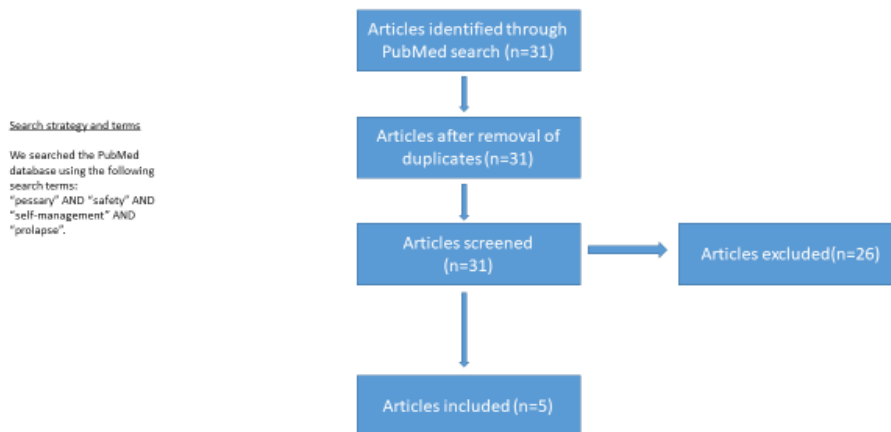 Articles identified through
PubMed search (n=31)
Search strategy and terms
We searched the PubMed
database using the following
search terms:
"pessary" AND "safety" AND
"self-management" AND
"prolapse".
Articles after removal of
duplicates (n=31)
Articles screened
(n=31)
Articles excluded(n=26)
Articles included (n=5)